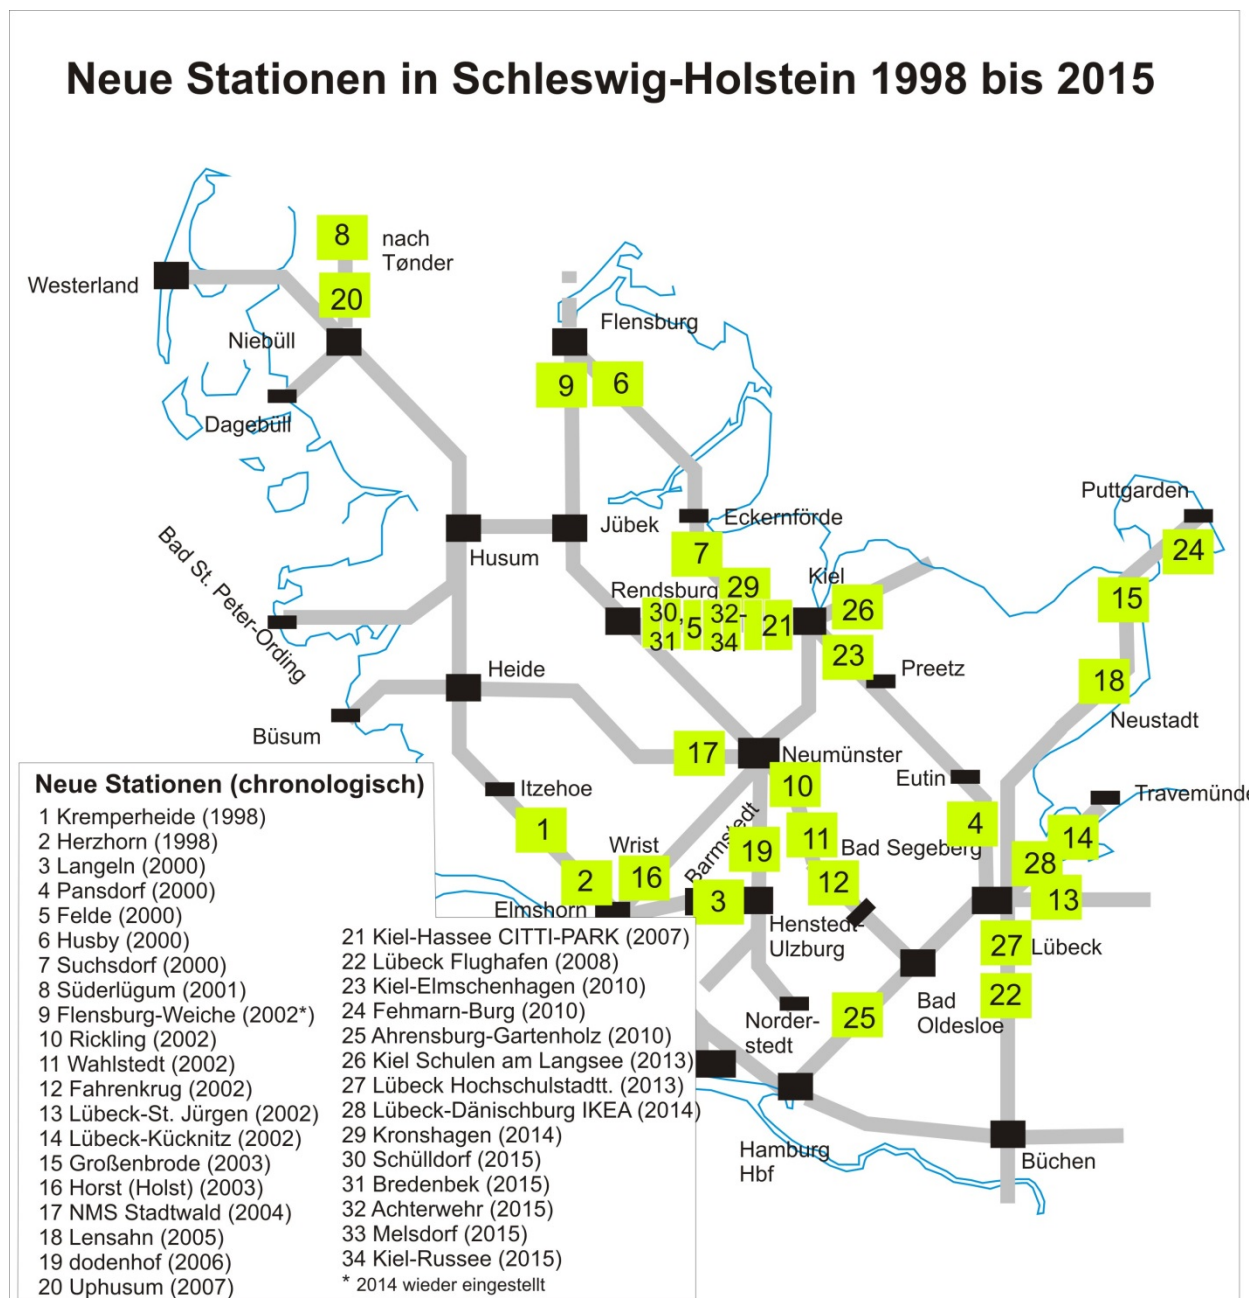 Neue Stationen in Schleswig-Holstein 1998 bis 2015
8
nach
Tønder
Westerland
20
Niebüll
Flensburg
9
6
Dagebüll
Puttgarden
Jübek
Eckernförde
Husum
7
24
Bad St. Peter-Ording
Rendsburg
29
Kiel
15
30,
31
5
32-
34
21
26
23
Heide
Preetz
18
Neustadt
Büsum
17
Neumünster
Eutin
Itzehoe
10
Travemünde
1
Wrist
Barmstedt
19
11
Bad Segeberg
4
14
28
2
16
12
3
13
Elmshorn
Henstedt-
Ulzburg
27
Lübeck
22
25
Bad
Oldesloe
Norder-
stedt
Hamburg
Hbf
Büchen
Neue Stationen (chronologisch)
1 Kremperheide (1998)
2 Herzhorn (1998)
3 Langeln (2000)
4 Pansdorf (2000)
5 Felde (2000)
6 Husby (2000)
7 Suchsdorf (2000)
8 Süderlügum (2001)
9 Flensburg-Weiche (2002*)
10 Rickling (2002)
11 Wahlstedt (2002)
12 Fahrenkrug (2002)
13 Lübeck-St. Jürgen (2002)
14 Lübeck-Kücknitz (2002)
15 Großenbrode (2003)
16 Horst (Holst) (2003)
17 NMS Stadtwald (2004)
18 Lensahn (2005)
19 dodenhof (2006)
20 Uphusum (2007)
21 Kiel-Hassee CITTI-PARK (2007)
22 Lübeck Flughafen (2008)
23 Kiel-Elmschenhagen (2010)
24 Fehmarn-Burg (2010)
25 Ahrensburg-Gartenholz (2010)
26 Kiel Schulen am Langsee (2013)
27 Lübeck Hochschulstadtt. (2013)
28 Lübeck-Dänischburg IKEA (2014)
29 Kronshagen (2014)
30 Schülldorf (2015)
31 Bredenbek (2015)
32 Achterwehr (2015)
33 Melsdorf (2015)
34 Kiel-Russee (2015)
* 2014 wieder eingestellt